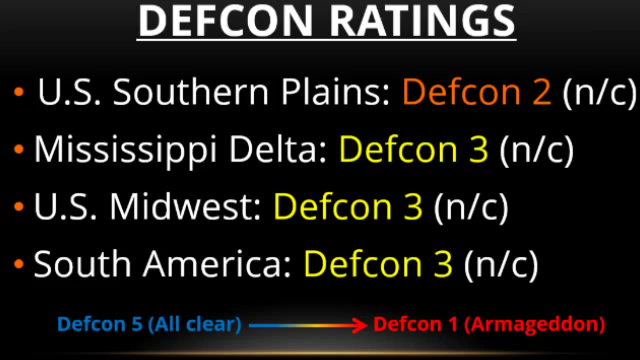 DEFCON RATINGS
• U.S. Southern Plains: Defcon 2 (n/c)
• Mississippi Delta: Defcon 3 (n/c)
• U.S. Midwest: Defcon 3 (n/c)
• South America: Defcon 3 (n/c)
Defcon 5 (All clear) Defcon 1 (Armageddon)